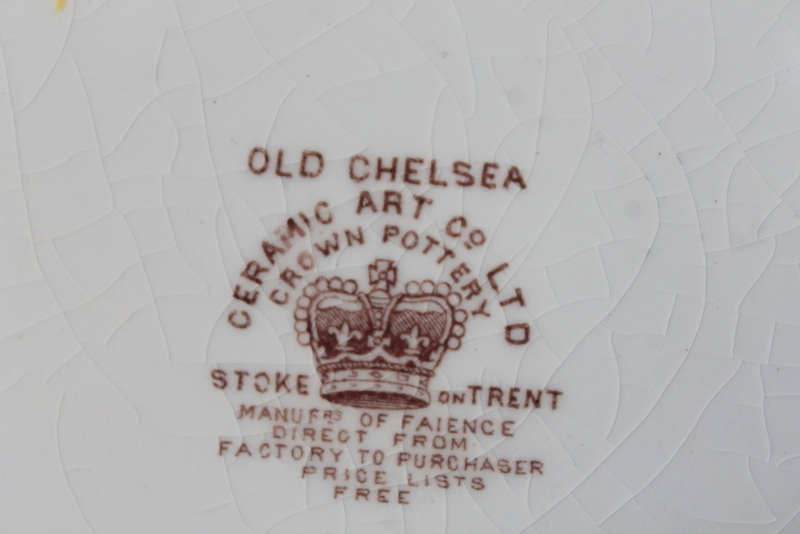 OLD CHELSEA
CERAMIC ART Co LTD
CROWN POTTERY
STOKE ON TRENT
MANUFRS OF FAIENCE
DIRECT FROM
FACTORY TO PURCHASER
PRICE LISTS
FREE